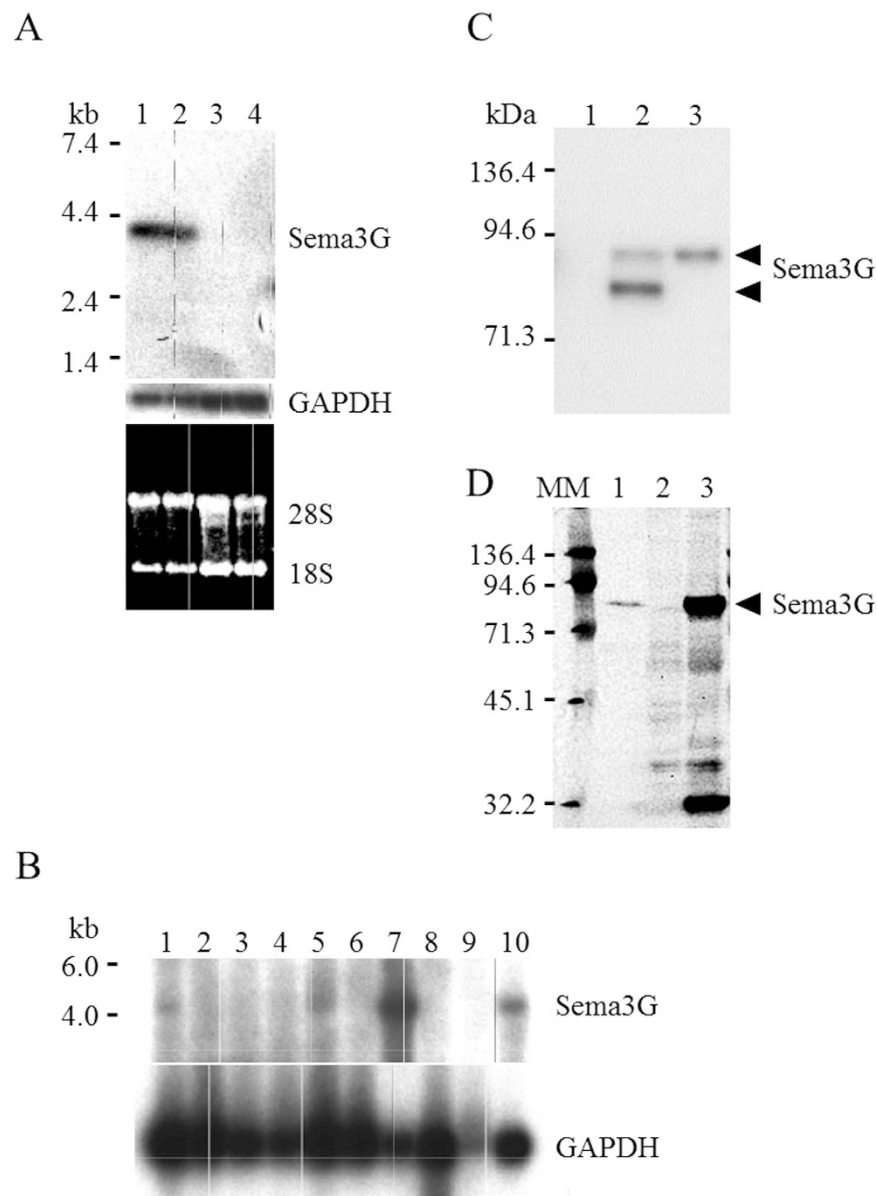 A
kb 1 2 3 4
7.4
4.4
Sema3G
2.4
1.4
GAPDH
28S
18S
C
kDa 1 2 3
136.4
94.6
Sema3G
71.3
D
MM 1 2 3
136.4
94.6
Sema3G
71.3
45.1
32.2
B
kb 1 2 3 4 5 6 7 8 9 10
6.0
Sema3G
4.0
GAPDH